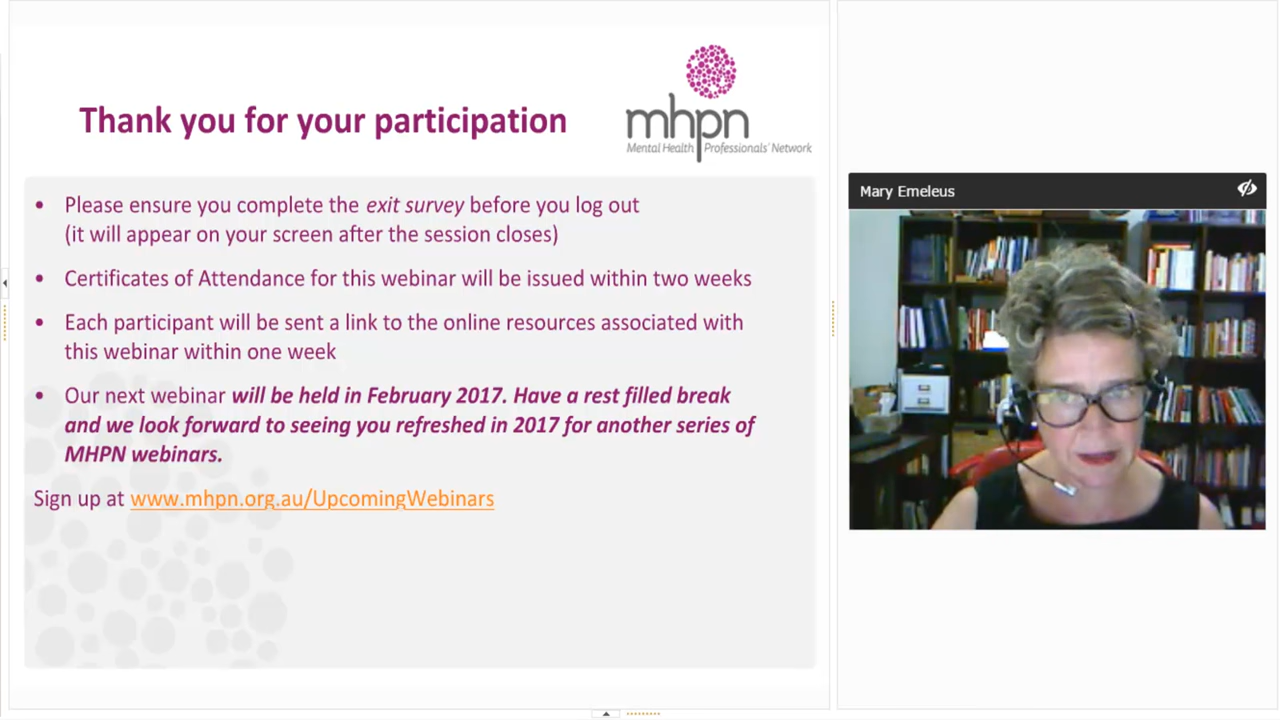 Thank you for your participation
mhpn
Mental Health Professionals' Network
• Please ensure you complete the exit survey before you log out
(it will appear on your screen after the session closes)
• Certificates of Attendance for this webinar will be issued within two weeks
• Each participant will be sent a link to the online resources associated with
this webinar within one week
• Our next webinar will be held in February 2017. Have a rest filled break
and we look forward to seeing you refreshed in 2017 for another series of
MHPN webinars.
Sign up at www.mhpn.org.au/UpcomingWebinars
Mary Emeleus